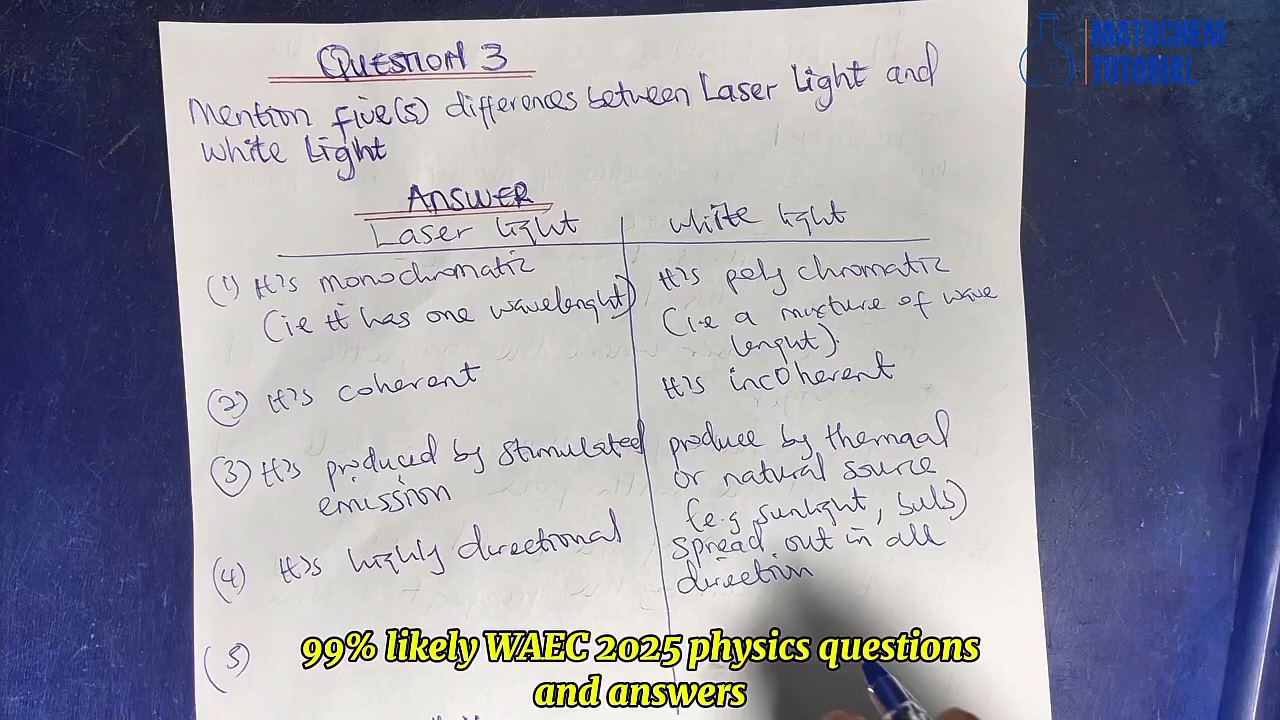 MATHCHEM
TUTORIAL
QUESTION 3
Mention five(5) differences between Laser Light and
White Light
ANSWER
Laser light White light
(1) It's monochromatic It's poly chromatic
(ie it has one wavelenght) (i.e a mixture of wave
lenght).
(2) It's coherent It's incoherent
(3) It's produced by stimulated produce by thermaal
emission or natural source
(e.g sunlight, bulb)
(4) It's highly directional spread out in all
direction
(5)
99% likely WAEC 2025 physics questions
and answers